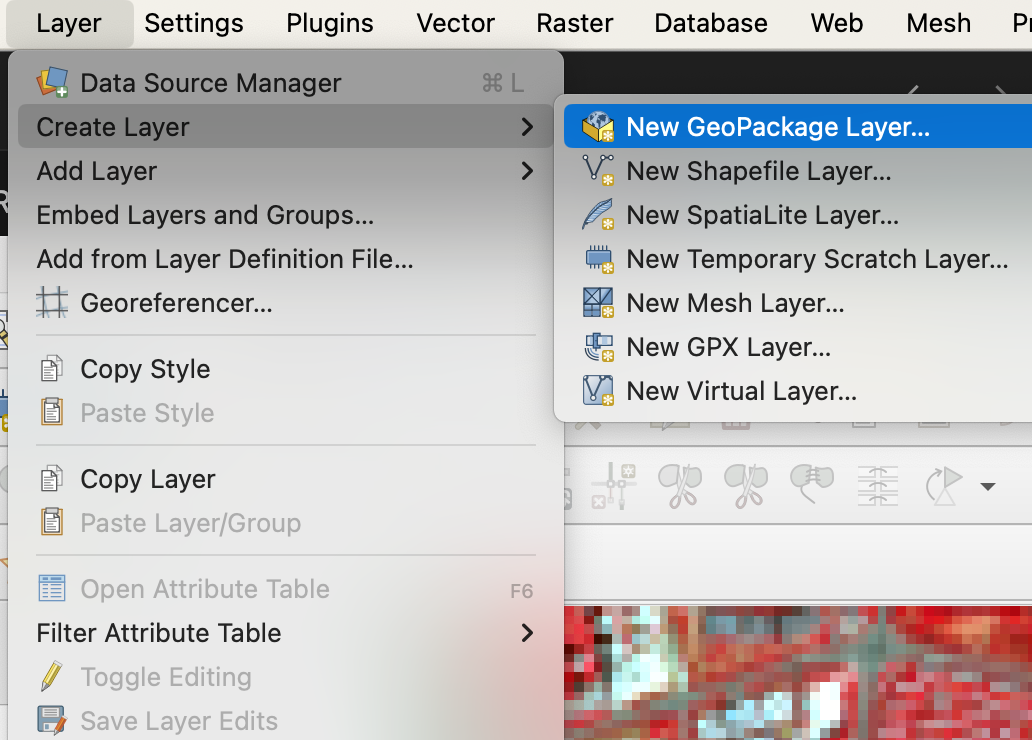 Layer Settings Plugins Vector Raster Database Web Mesh
Data Source Manager ⌘ L
Create Layer
Add Layer
Embed Layers and Groups...
Add from Layer Definition File...
Georeferencer...
Copy Style
Paste Style
Copy Layer
Paste Layer/Group
Open Attribute Table F6
Filter Attribute Table
Toggle Editing
Save Layer Edits
New GeoPackage Layer...
New Shapefile Layer...
New SpatiaLite Layer...
New Temporary Scratch Layer...
New Mesh Layer...
New GPX Layer...
New Virtual Layer...